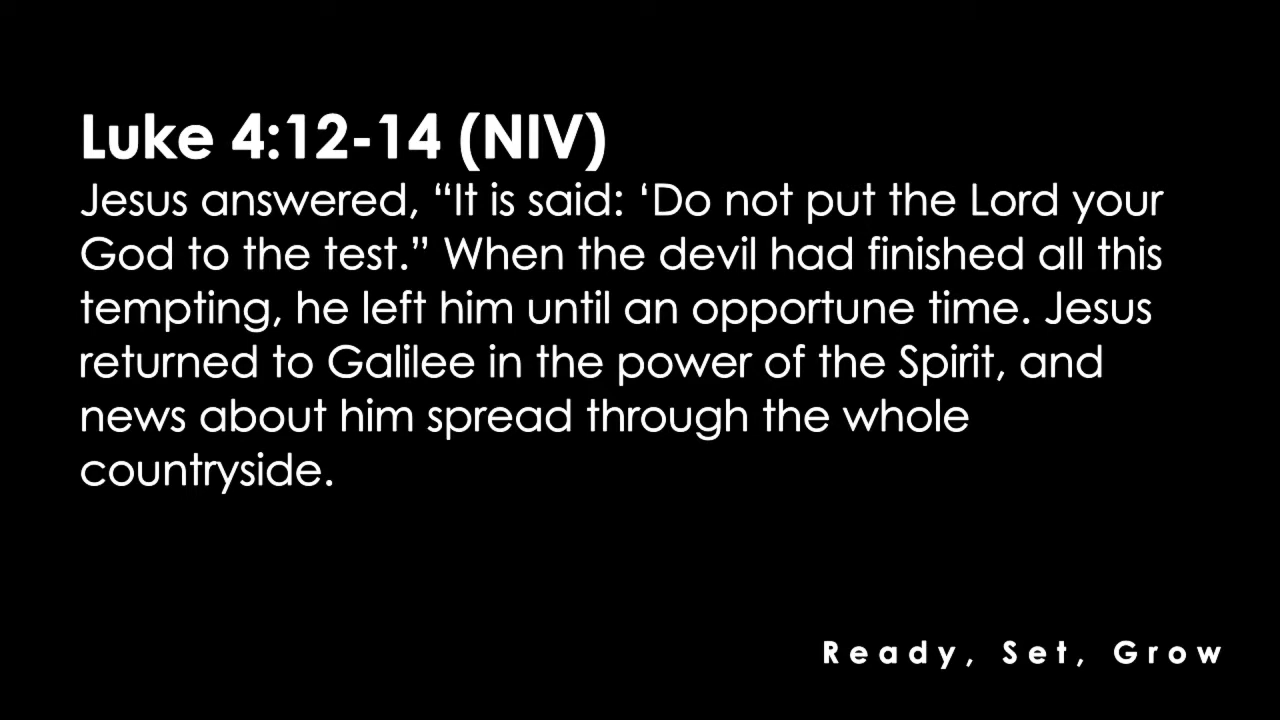 Luke 4:12-14 (NIV)
Jesus answered, “It is said: ‘Do not put the Lord your
God to the test.” When the devil had finished all this
tempting, he left him until an opportune time. Jesus
returned to Galilee in the power of the Spirit, and
news about him spread through the whole
countryside.
Ready, Set, Grow